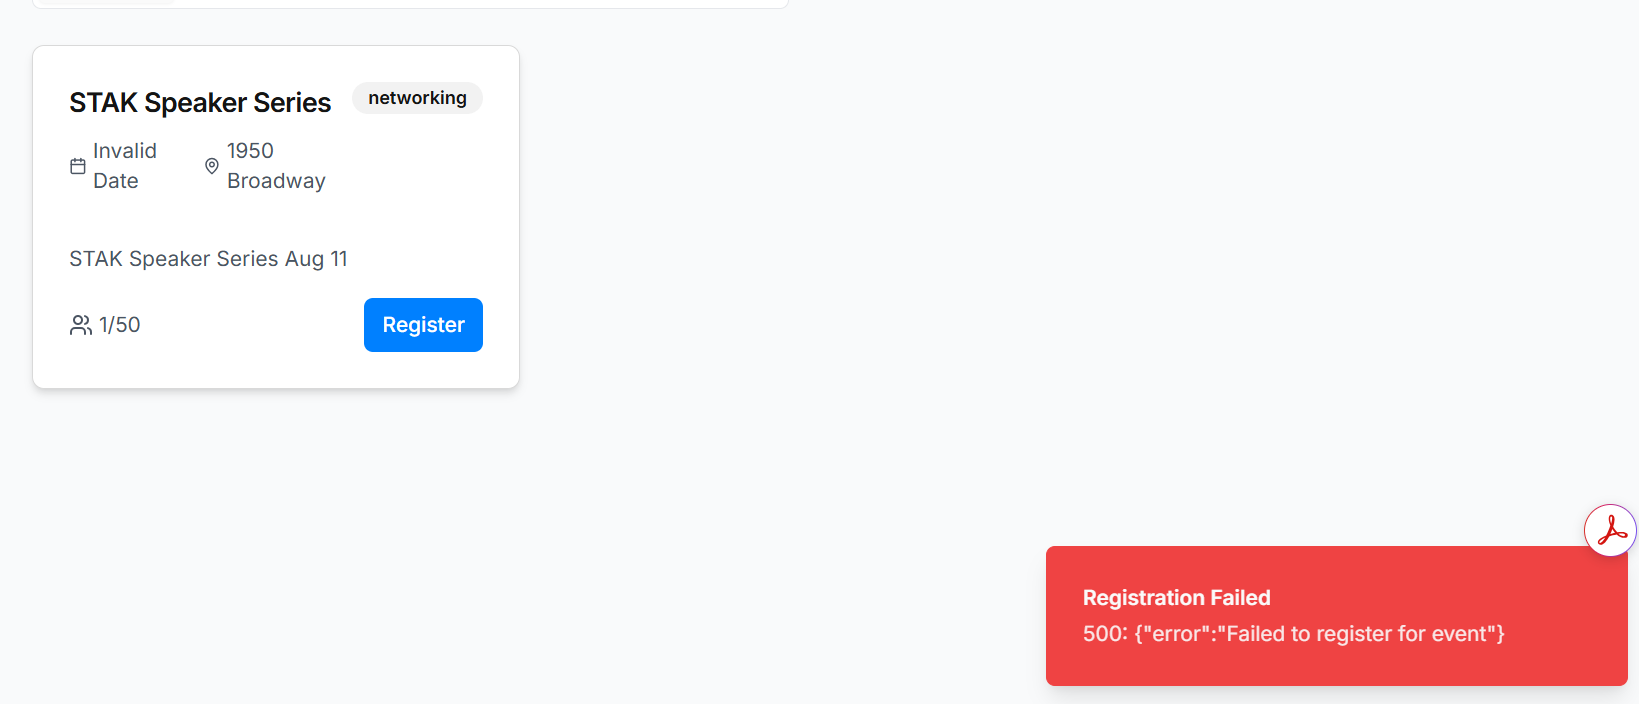 STAK Speaker Series
networking
Invalid
Date
1950
Broadway
STAK Speaker Series Aug 11
1/50
Register
Registration Failed
500: {"error":"Failed to register for event"}